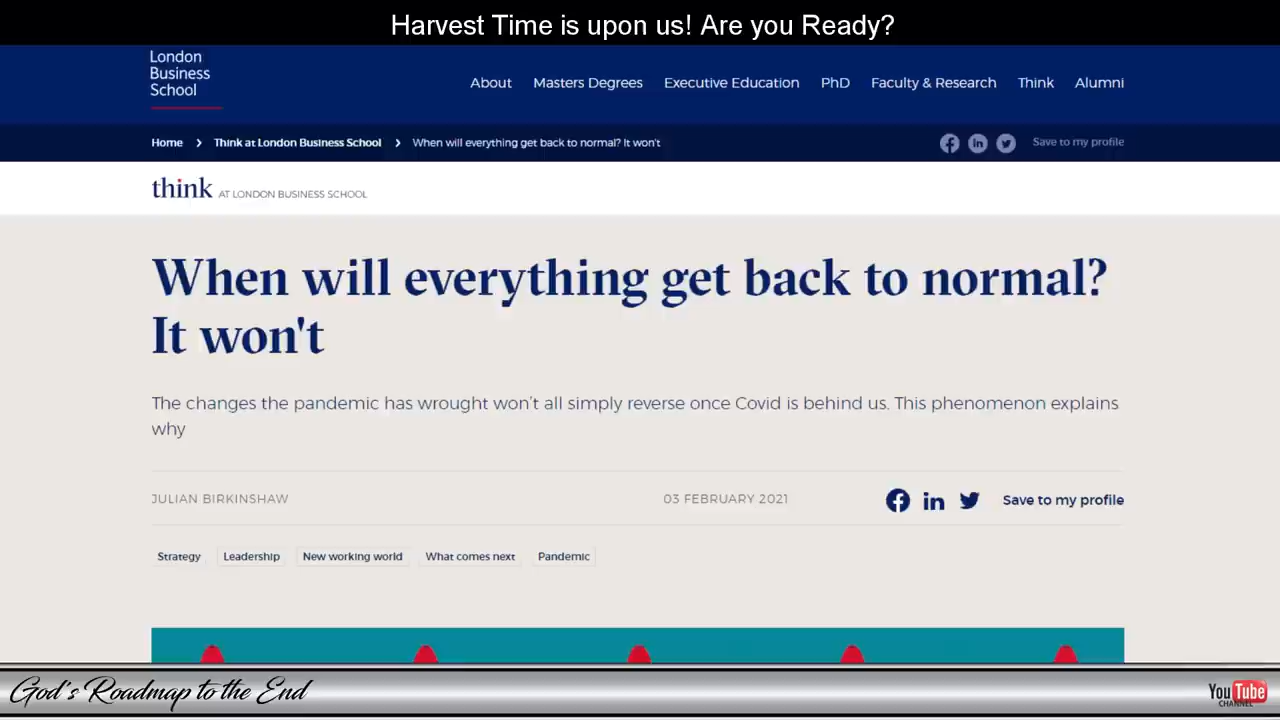 Harvest Time is upon us! Are you Ready?
London
Business
School
About Masters Degrees Executive Education PhD Faculty & Research Think Alumni
Home > Think at London Business School > When will everything get back to normal? It won't
Save to my profile
think AT LONDON BUSINESS SCHOOL
When will everything get back to normal?
It won't
The changes the pandemic has wrought won't all simply reverse once Covid is behind us. This phenomenon explains
why
JULIAN BIRKINSHAW 03 FEBRUARY 2021 Save to my profile
Strategy Leadership New working world What comes next Pandemic
God's Roadmap to the End
YouTube
CHANNEL